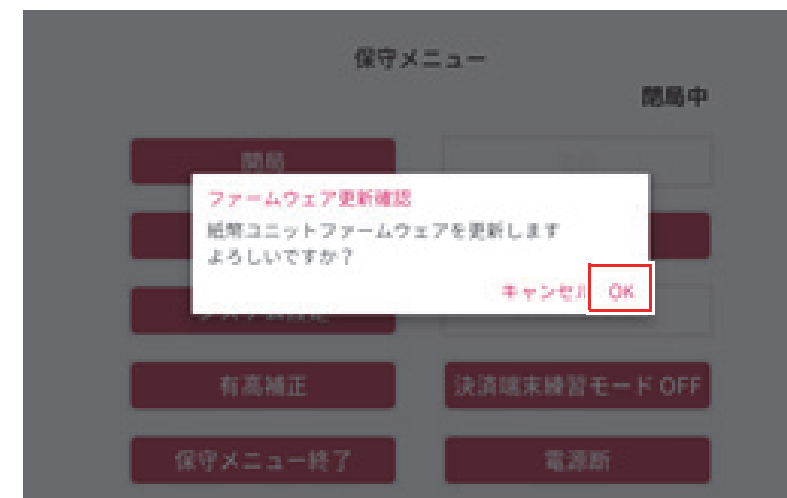 保守メニュー
閉局中
開局
ファームウェア更新確認
紙幣ユニットファームウェアを更新します
よろしいですか？
キャンセル OK
有高補正
決済端末練習モード OFF
保守メニュー終了
電源断